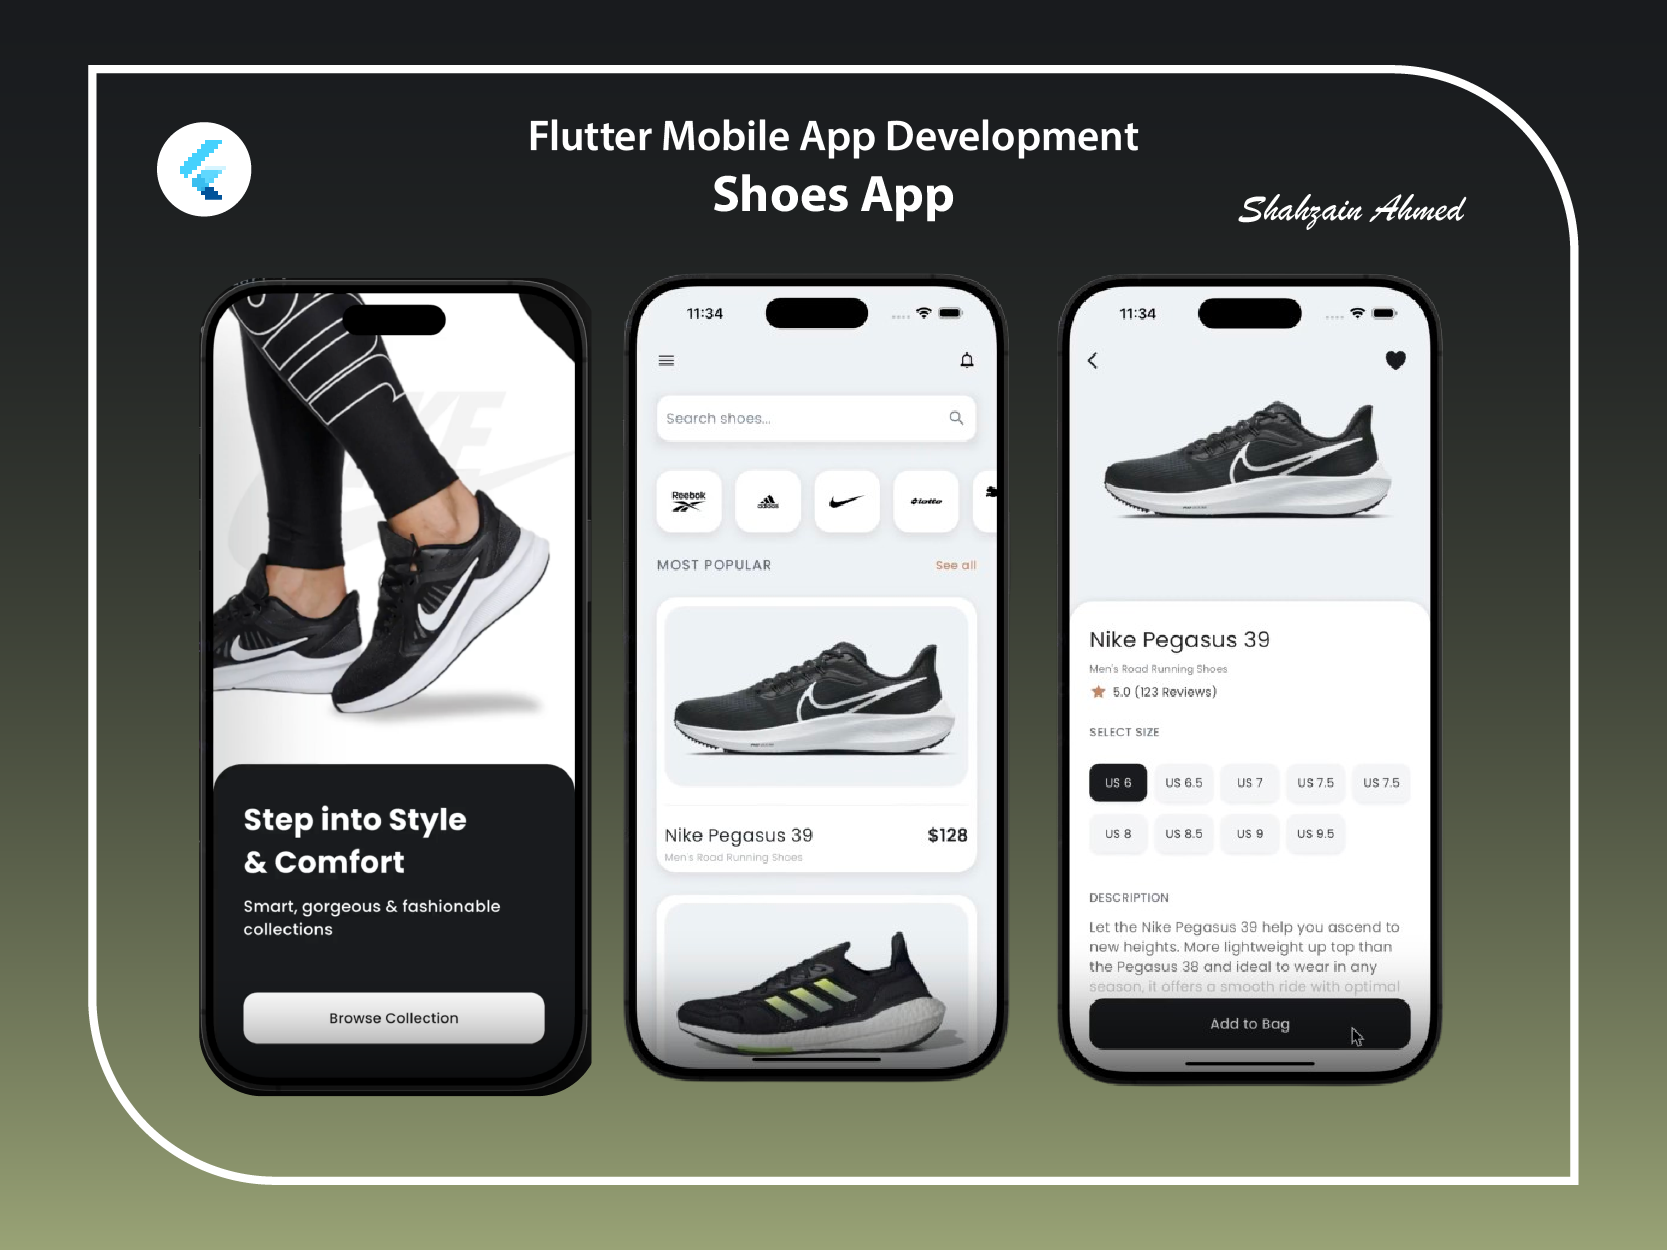 Flutter Mobile App Development
Shoes App
Shahzain Ahmed
Step into Style
& Comfort
Smart, gorgeous & fashionable
collections
Browse Collection
11:34
Search shoes...
Reebok
adidas
lotto
MOST POPULAR
See all
Nike Pegasus 39
$128
Men's Road Running Shoes
11:34
Nike Pegasus 39
Men's Road Running Shoes
5.0 (123 Reviews)
SELECT SIZE
US 6 US 6.5 US 7 US 7.5 US 7.5
US 8 US 8.5 US 9 US 9.5
DESCRIPTION
Let the Nike Pegasus 39 help you ascend to
new heights. More lightweight up top than
the Pegasus 38 and ideal to wear in any
season, it offers a smooth ride with optimal
Add to Bag